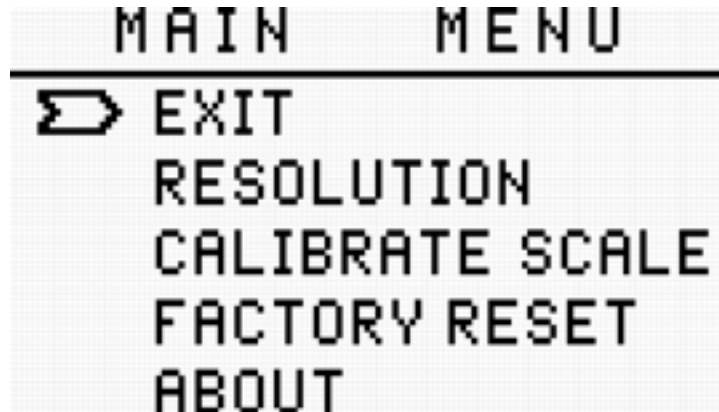 MAIN MENU
EXIT
RESOLUTION
CALIBRATE SCALE
FACTORY RESET
ABOUT